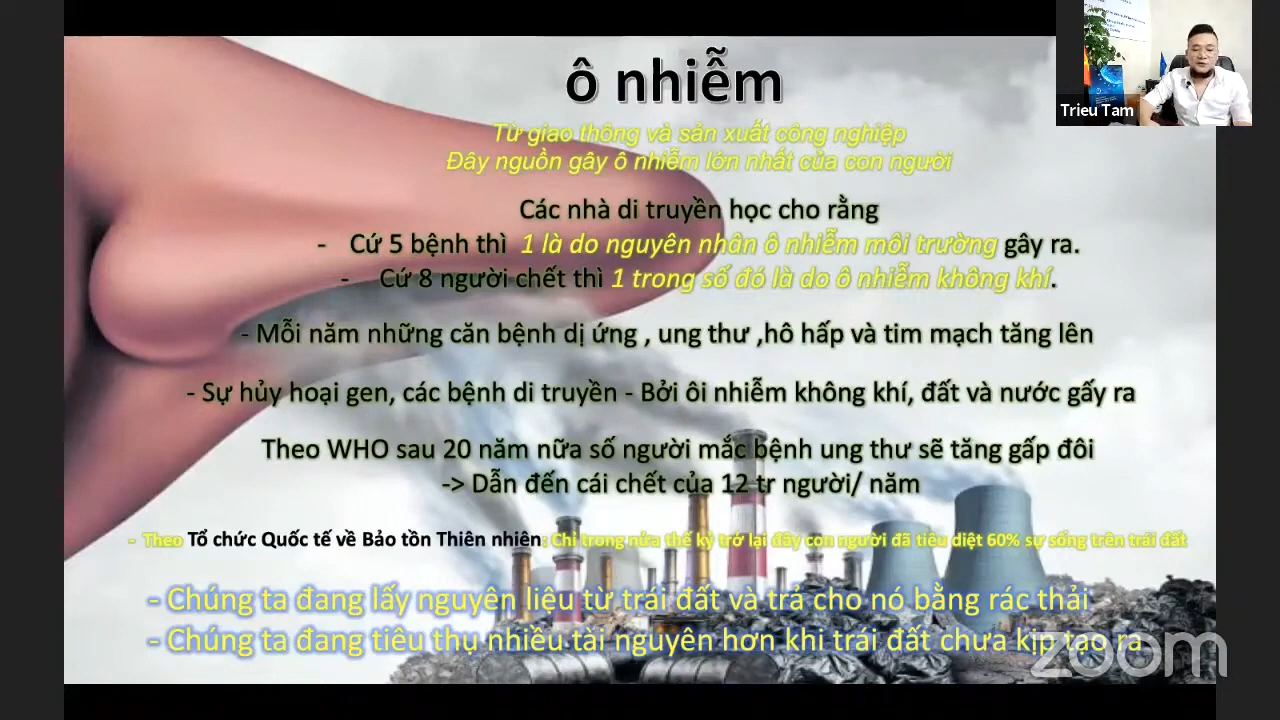 ô nhiễm
Từ giao thông và sản xuất công nghiệp
Đây nguồn gây ô nhiễm lớn nhất của con người
Các nhà di truyền học cho rằng
- Cứ 5 bệnh thì 1 là do nguyên nhân ô nhiễm môi trường gây ra.
- Cứ 8 người chết thì 1 trong số đó là do ô nhiễm không khí.
- Mỗi năm những căn bệnh dị ứng , ung thư ,hô hấp và tim mạch tăng lên
- Sự hủy hoại gen, các bệnh di truyền - Bởi ôi nhiễm không khí, đất và nước gấy ra
Theo WHO sau 20 năm nữa số người mắc bệnh ung thư sẽ tăng gấp đôi
-> Dẫn đến cái chết của 12 tr người/ năm
- Theo Tổ chức Quốc tế về Bảo tồn Thiên nhiên: Chỉ trong nửa thế kỷ trở lại đây con người đã tiêu diệt 60% sự sống trên trái đất
- Chúng ta đang lấy nguyên liệu từ trái đất và trả cho nó bằng rác thải
- Chúng ta đang tiêu thụ nhiều tài nguyên hơn khi trái đất chưa kịp tạo ra
Trieu Tam
zoom